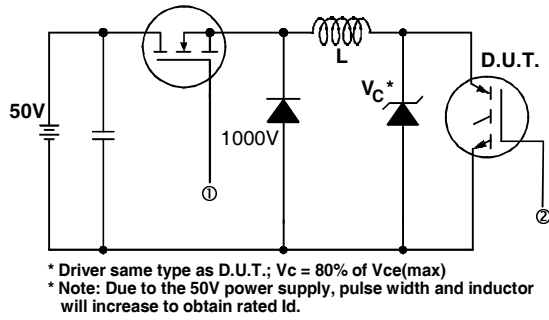 L
D.U.T.
V_C *
50V
1000V
①
②
* Driver same type as D.U.T.; Vc = 80% of Vce(max)
* Note: Due to the 50V power supply, pulse width and inductor
will increase to obtain rated Id.